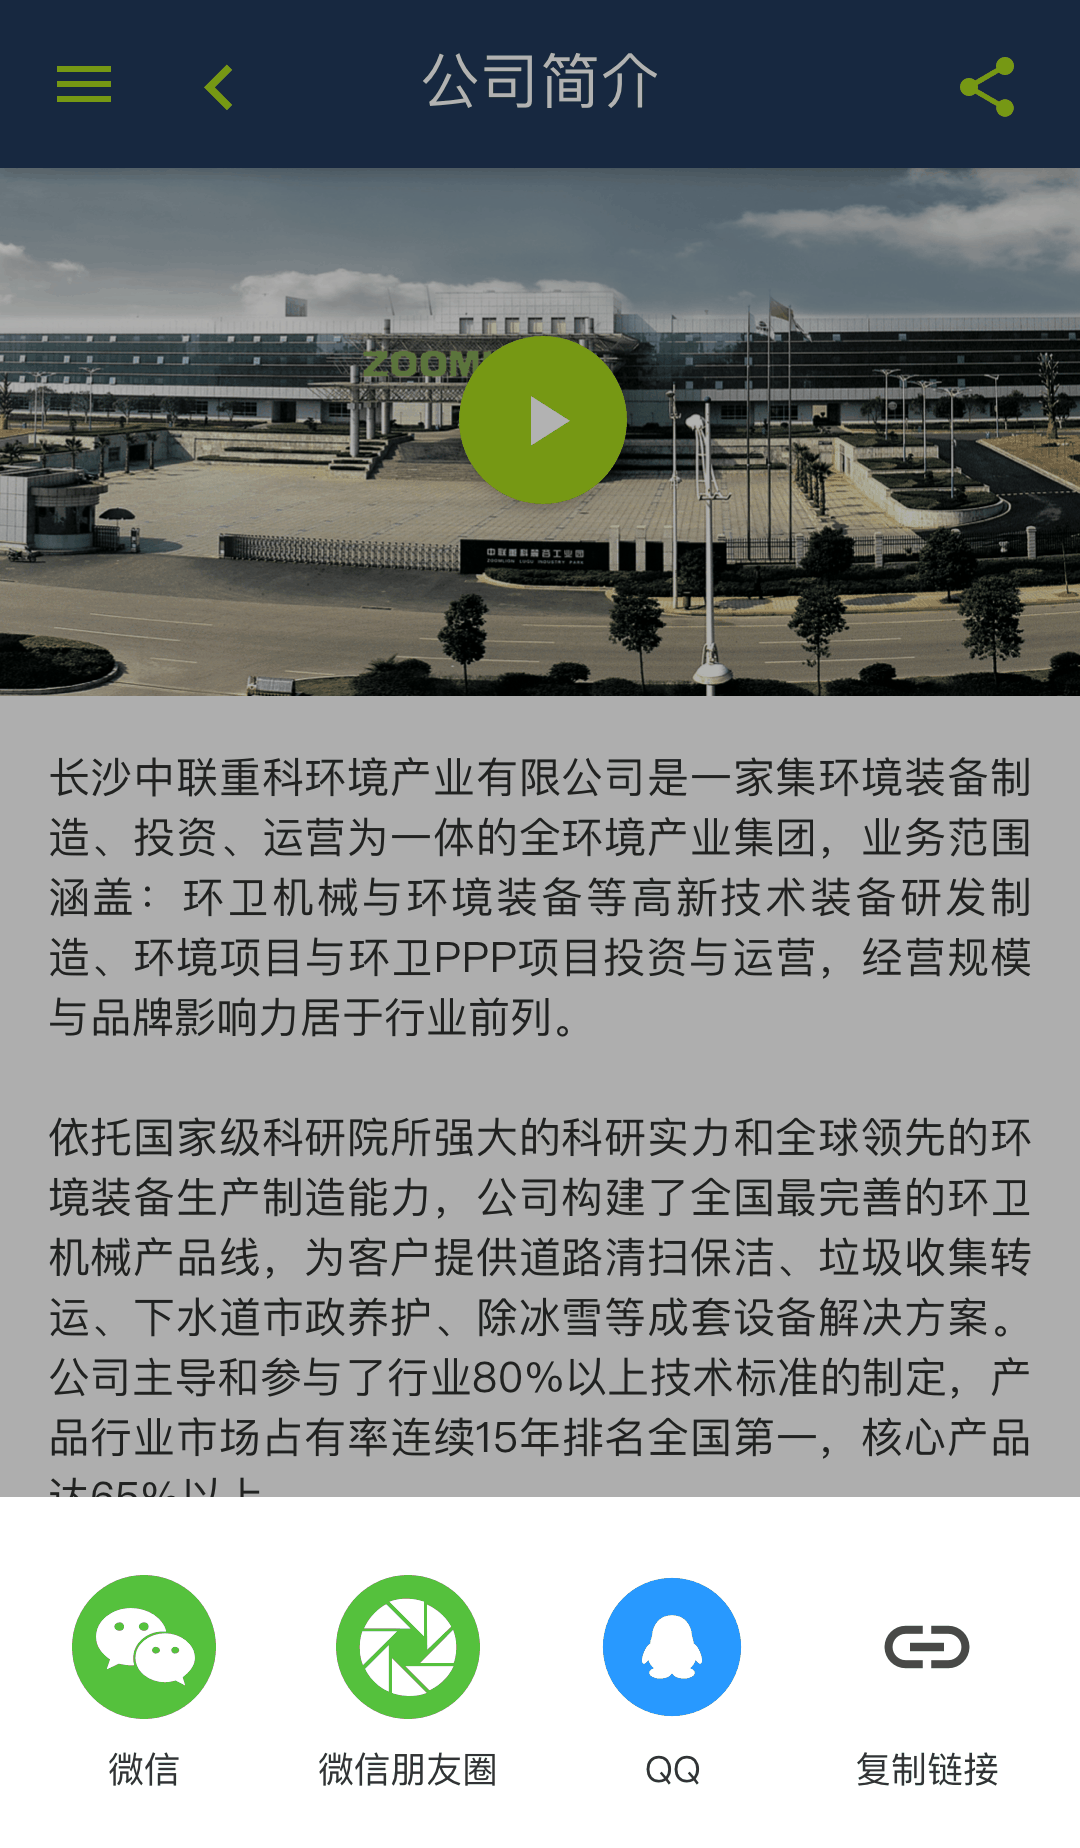 公司简介
ZOOM
中联重科麓谷工业园
ZOOMLION LUGU INDUSTRY PARK
长沙中联重科环境产业有限公司是一家集环境装备制
造、投资、运营为一体的全环境产业集团，业务范围
涵盖：环卫机械与环境装备等高新技术装备研发制
造、环境项目与环卫PPP项目投资与运营，经营规模
与品牌影响力居于行业前列。
依托国家级科研院所强大的科研实力和全球领先的环
境装备生产制造能力，公司构建了全国最完善的环卫
机械产品线，为客户提供道路清扫保洁、垃圾收集转
运、下水道市政养护、除冰雪等成套设备解决方案。
公司主导和参与了行业80%以上技术标准的制定，产
品行业市场占有率连续15年排名全国第一，核心产品
达65%以上
微信
微信朋友圈
QQ
复制链接